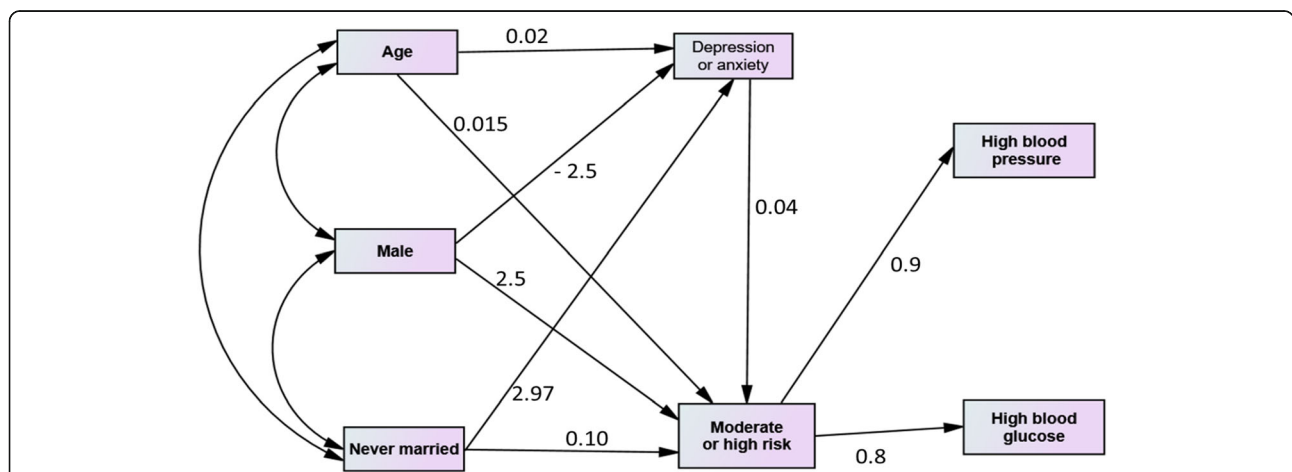 Age
0.02
Depression
or anxiety
0.015
- 2.5
High blood
pressure
0.04
Male
2.5
0.9
2.97
Never married
0.10
Moderate
or high risk
0.8
High blood
glucose